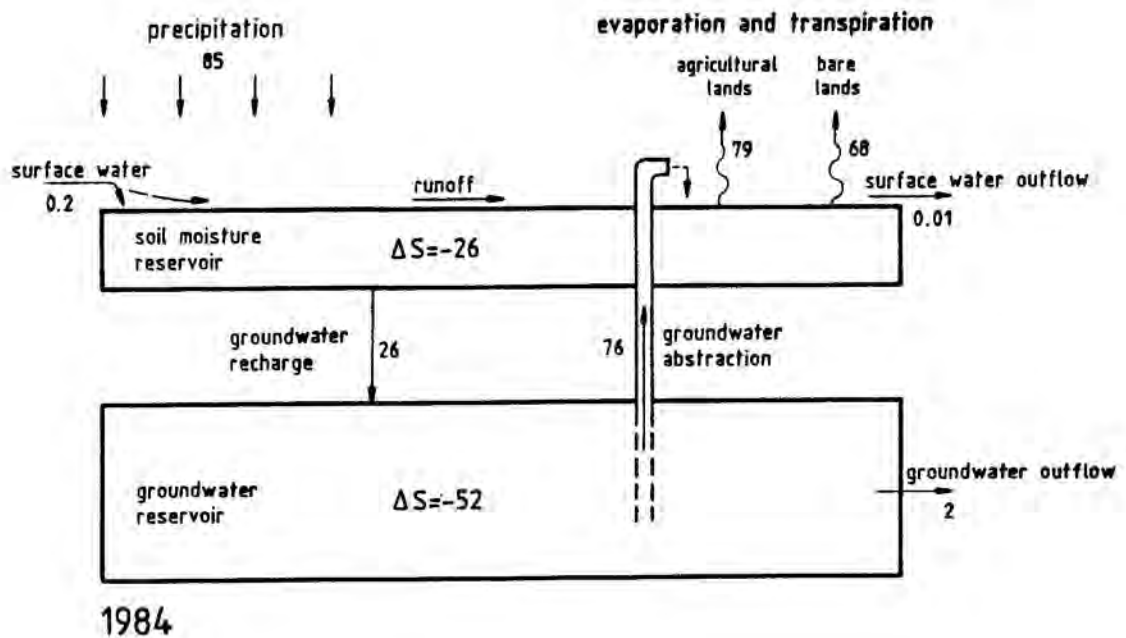 precipitation
85
evaporation and transpiration
agricultural
lands
bare
lands
79
68
surface water
0.2
runoff
surface water outflow
0.01
soil moisture
reservoir
ΔS=-26
groundwater
recharge
26
76
groundwater
abstraction
groundwater
reservoir
ΔS=-52
groundwater outflow
2
1984